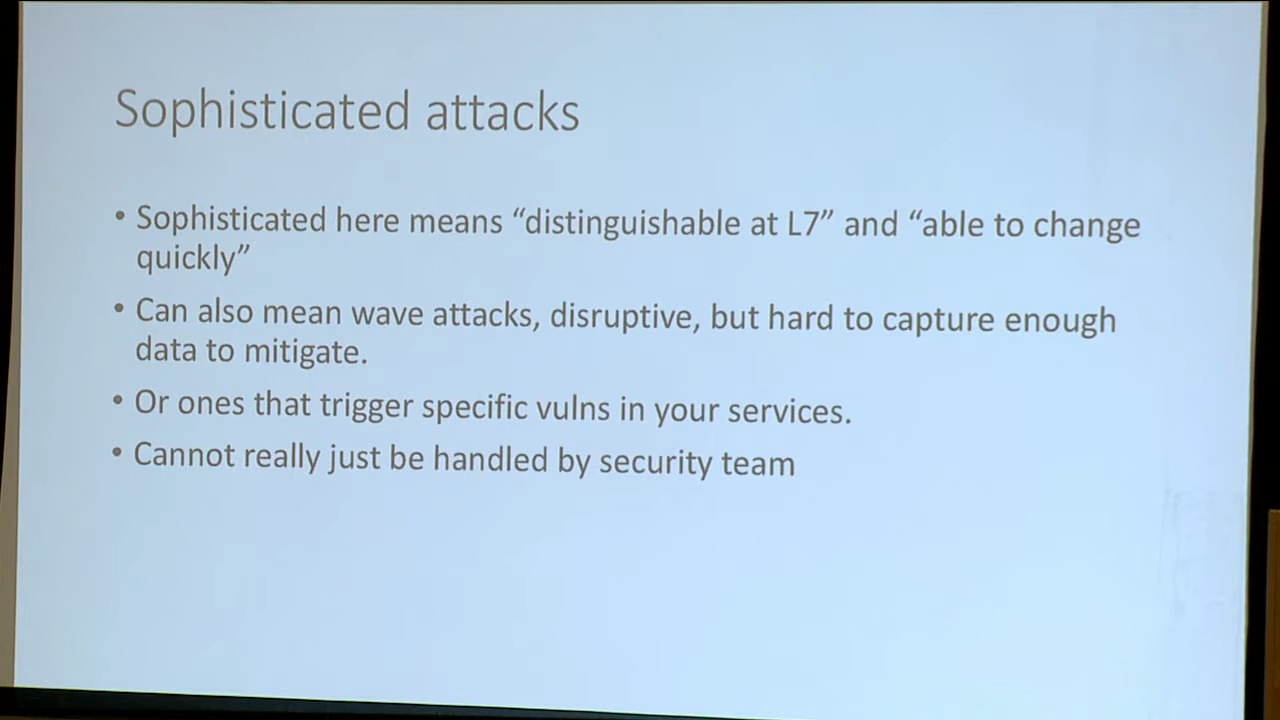 Sophisticated attacks
• Sophisticated here means “distinguishable at L7” and “able to change
quickly”
• Can also mean wave attacks, disruptive, but hard to capture enough
data to mitigate.
• Or ones that trigger specific vulns in your services.
• Cannot really just be handled by security team